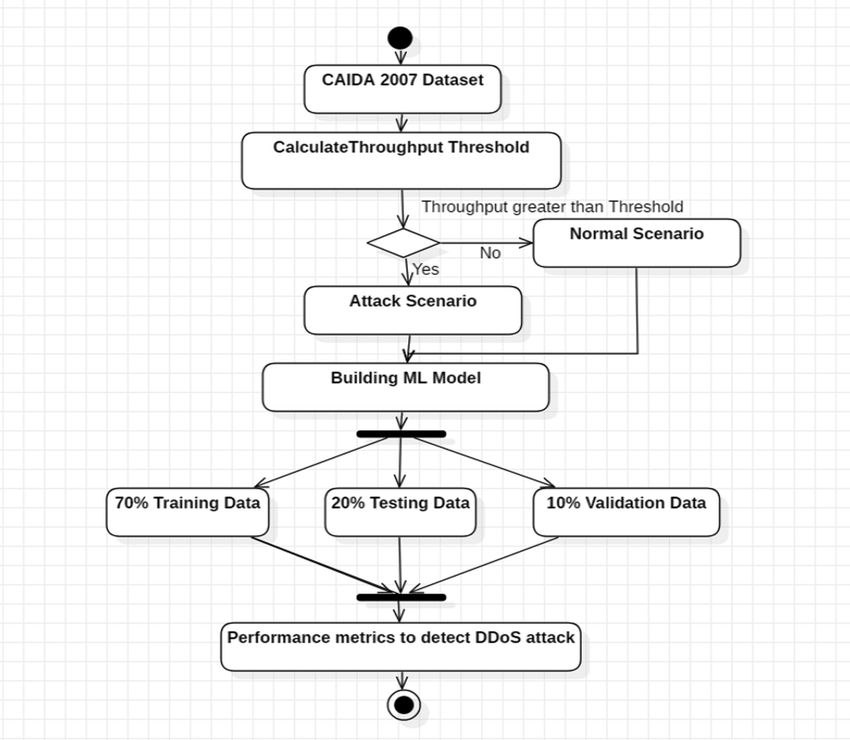 CAIDA 2007 Dataset
CalculateThroughput Threshold
Throughput greater than Threshold
Normal Scenario
No
Yes
Attack Scenario
Building ML Model
70% Training Data
20% Testing Data
10% Validation Data
Performance metrics to detect DDoS attack